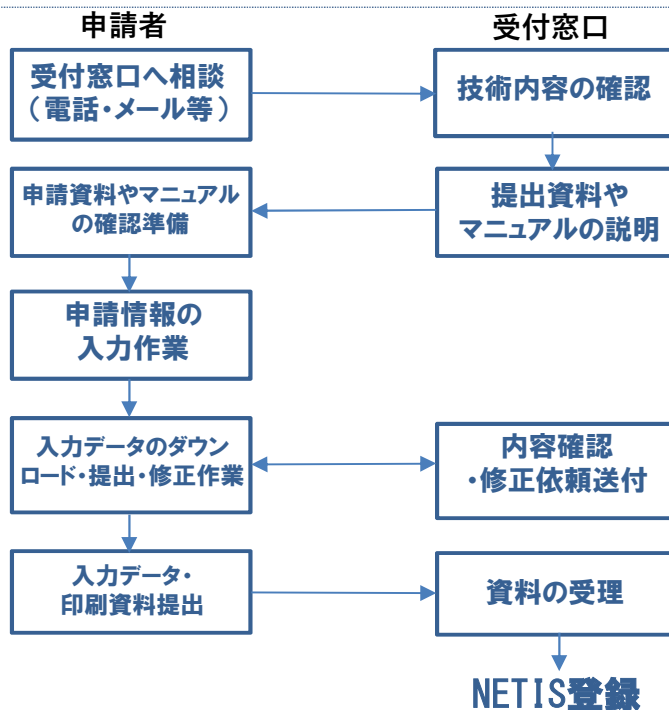 申請者
受付窓口
受付窓口へ相談
（電話・メール等）
技術内容の確認
提出資料や
マニュアルの説明
申請資料やマニュアル
の確認準備
申請情報の
入力作業
入力データのダウン
ロード・提出・修正作業
内容確認
・修正依頼送付
入力データ・
印刷資料提出
資料の受理
NETIS登録